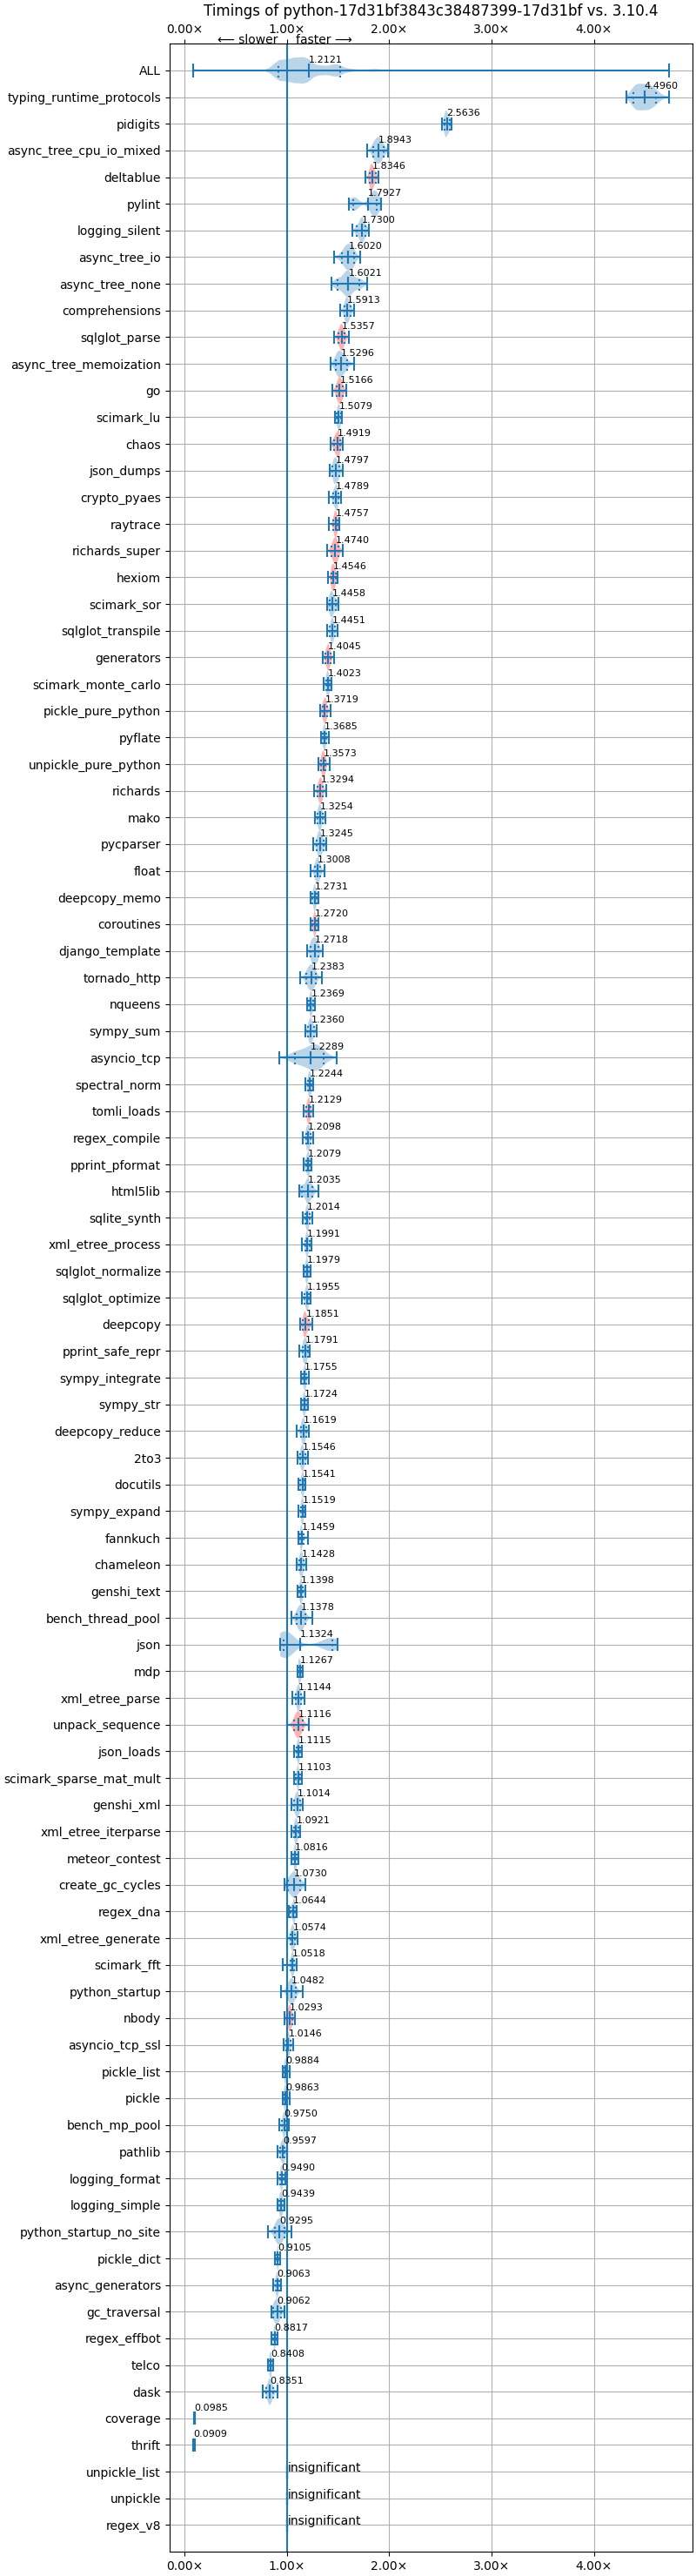 Timings of python-17d31bf3843c38487399-17d31bf vs. 3.10.4
0.00× 1.00× 2.00× 3.00× 4.00×
⟵ slower faster ⟶
ALL 1.2121
typing_runtime_protocols 4.4960
pidigits 2.5636
async_tree_cpu_io_mixed 1.8943
deltablue 1.8346
pylint 1.7927
logging_silent 1.7300
async_tree_io 1.6020
async_tree_none 1.6021
comprehensions 1.5913
sqlglot_parse 1.5357
async_tree_memoization 1.5296
go 1.5166
scimark_lu 1.5079
chaos 1.4919
json_dumps 1.4797
crypto_pyaes 1.4789
raytrace 1.4757
richards_super 1.4740
hexiom 1.4546
scimark_sor 1.4458
sqlglot_transpile 1.4451
generators 1.4045
scimark_monte_carlo 1.4023
pickle_pure_python 1.3719
pyflate 1.3685
unpickle_pure_python 1.3573
richards 1.3294
mako 1.3254
pycparser 1.3245
float 1.3008
deepcopy_memo 1.2731
coroutines 1.2720
django_template 1.2718
tornado_http 1.2383
nqueens 1.2369
sympy_sum 1.2360
asyncio_tcp 1.2289
spectral_norm 1.2244
tomli_loads 1.2129
regex_compile 1.2098
pprint_pformat 1.2079
html5lib 1.2035
sqlite_synth 1.2014
xml_etree_process 1.1991
sqlglot_normalize 1.1979
sqlglot_optimize 1.1955
deepcopy 1.1851
pprint_safe_repr 1.1791
sympy_integrate 1.1755
sympy_str 1.1724
deepcopy_reduce 1.1619
2to3 1.1546
docutils 1.1541
sympy_expand 1.1519
fannkuch 1.1459
chameleon 1.1428
genshi_text 1.1398
bench_thread_pool 1.1378
json 1.1324
mdp 1.1267
xml_etree_parse 1.1144
unpack_sequence 1.1116
json_loads 1.1115
scimark_sparse_mat_mult 1.1103
genshi_xml 1.1014
xml_etree_iterparse 1.0921
meteor_contest 1.0816
create_gc_cycles 1.0730
regex_dna 1.0644
xml_etree_generate 1.0574
scimark_fft 1.0518
python_startup 1.0482
nbody 1.0293
asyncio_tcp_ssl 1.0146
pickle_list 0.9884
pickle 0.9863
bench_mp_pool 0.9750
pathlib 0.9597
logging_format 0.9490
logging_simple 0.9439
python_startup_no_site 0.9295
pickle_dict 0.9105
async_generators 0.9063
gc_traversal 0.9062
regex_effbot 0.8817
telco 0.8408
dask 0.8351
coverage 0.0985
thrift 0.0909
unpickle_list insignificant
unpickle insignificant
regex_v8 insignificant
0.00× 1.00× 2.00× 3.00× 4.00×